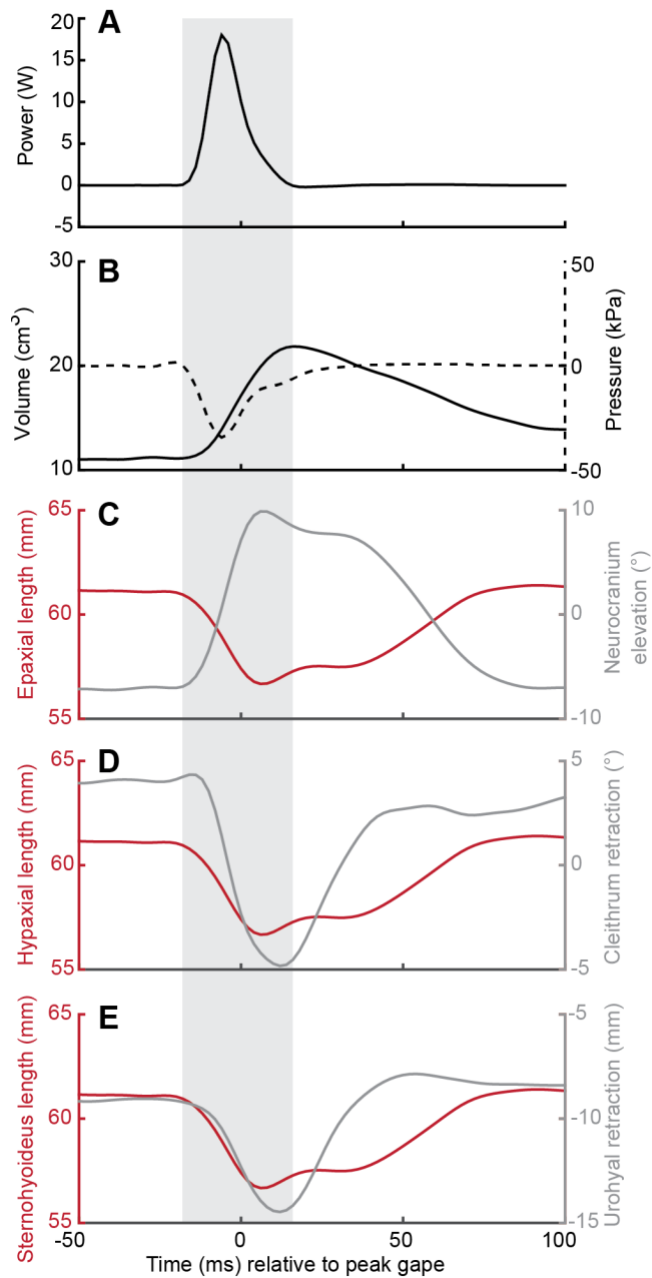 A
20
15
10
5
0
-5
Power (W)
B
30
20
10
Volume (cm³)
50
0
-50
Pressure (kPa)
C
65
60
55
Epaxial length (mm)
10
0
-10
Neurocranium
elevation (°)
D
65
60
55
Hypaxial length (mm)
5
0
-5
Cleithrum retraction (°)
E
65
60
55
Sternohyoideus length (mm)
-5
-10
-15
Urohyal retraction (mm)
-50
0
50
100
Time (ms) relative to peak gape